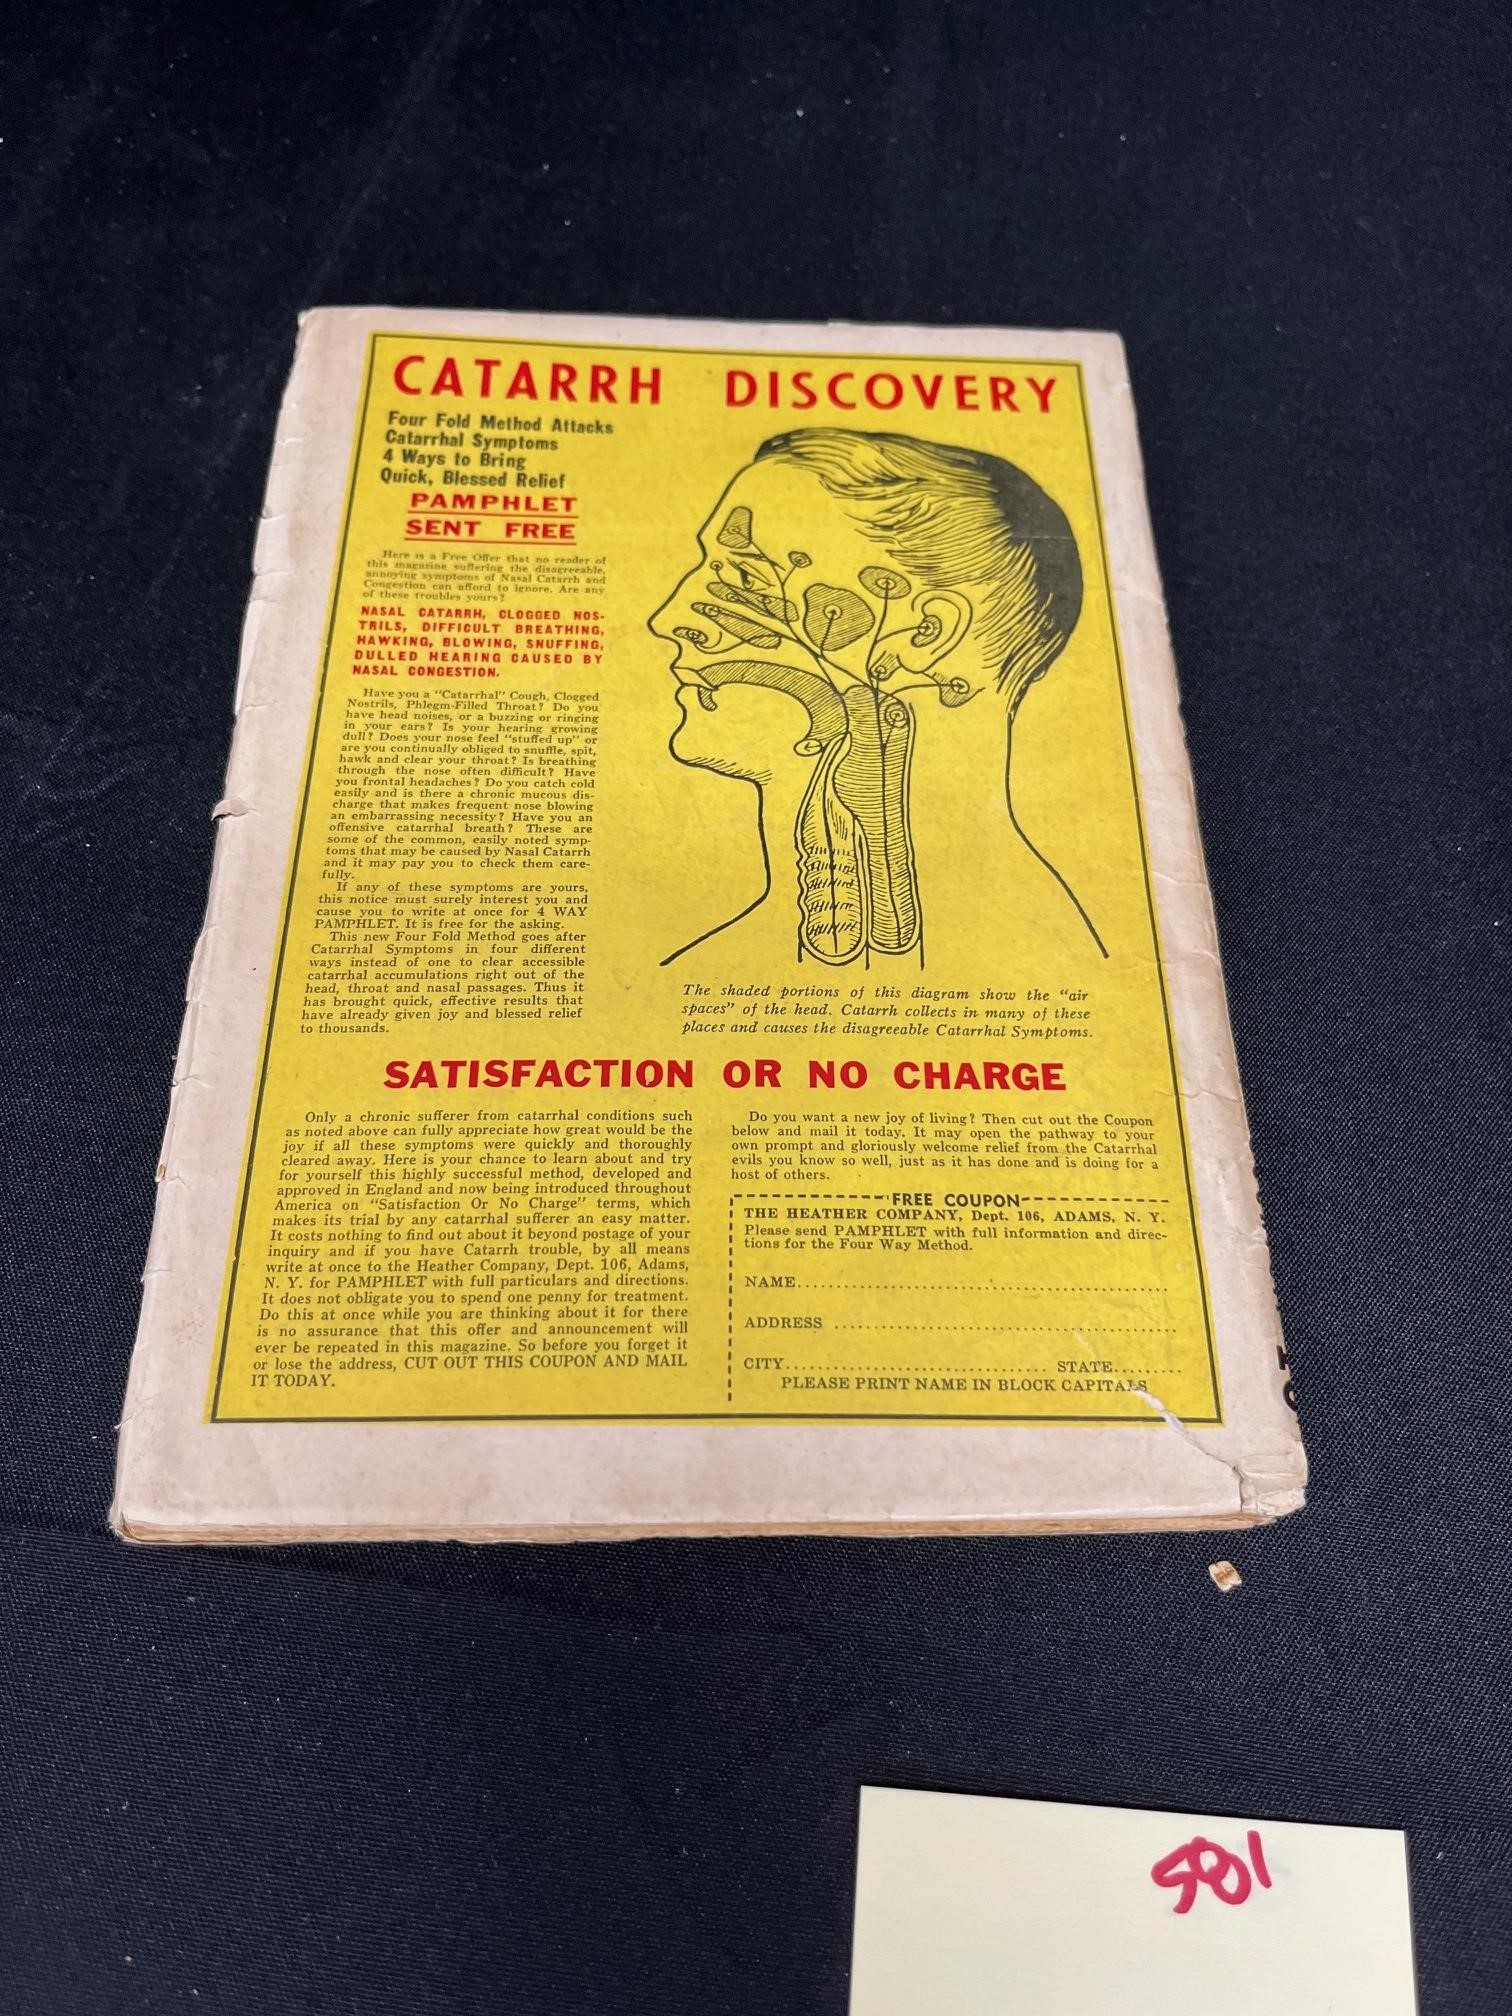 CATARRH DISCOVERY
Four Fold Method Attacks
Catarrhal Symptoms
4 Ways to Bring
Quick, Blessed Relief
PAMPHLET
SENT FREE
Here is a Free Offer that no reader of
this magazine suffering the disagreeable,
annoying symptoms of Nasal Catarrh and
Congestion can afford to ignore. Are any
of these troubles yours?
NASAL CATARRH, CLOGGED NOS-
TRILS, DIFFICULT BREATHING,
HAWKING, BLOWING, SNUFFING,
DULLED HEARING CAUSED BY
NASAL CONGESTION.
Have you a "Catarrhal" Cough, Clogged
Nostrils, Phlegm-Filled Throat? Do you
have head noises, or a buzzing or ringing
in your ears? Is your hearing growing
dull? Does your nose feel "stuffed up" or
are you continually obliged to snuffle, spit,
hawk and clear your throat? Is breathing
through the nose often difficult? Have
you frontal headaches? Do you catch cold
easily and is there a chronic mucous dis-
charge that makes frequent nose blowing
an embarrassing necessity? Have you an
offensive catarrhal breath? These are
some of the common, easily noted symp-
toms that may be caused by Nasal Catarrh
and it may pay you to check them care-
fully.
If any of these symptoms are yours,
this notice must surely interest you and
cause you to write at once for 4 WAY
PAMPHLET. It is free for the asking.
This new Four Fold Method goes after
Catarrhal Symptoms in four different
ways instead of one to clear accessible
catarrhal accumulations right out of the
head, throat and nasal passages. Thus it
has brought quick, effective results that
have already given joy and blessed relief
to thousands.
The shaded portions of this diagram show the "air
spaces" of the head. Catarrh collects in many of these
places and causes the disagreeable Catarrhal Symptoms.
SATISFACTION OR NO CHARGE
Only a chronic sufferer from catarrhal conditions such
as noted above can fully appreciate how great would be the
joy if all these symptoms were quickly and thoroughly
cleared away. Here is your chance to learn about and try
for yourself this highly successful method, developed and
approved in England and now being introduced throughout
America on "Satisfaction Or No Charge" terms, which
makes its trial by any catarrhal sufferer an easy matter.
It costs nothing to find out about it beyond postage of your
inquiry and if you have Catarrh trouble, by all means
write at once to the Heather Company, Dept. 106, Adams,
N. Y. for PAMPHLET with full particulars and directions.
It does not obligate you to spend one penny for treatment.
Do this at once while you are thinking about it for there
is no assurance that this offer and announcement will
ever be repeated in this magazine. So before you forget it
or lose the address, CUT OUT THIS COUPON AND MAIL
IT TODAY.
Do you want a new joy of living? Then cut out the Coupon
below and mail it today. It may open the pathway to your
own prompt and gloriously welcome relief from the Catarrhal
evils you know so well, just as it has done and is doing for a
host of others.
FREE COUPON
THE HEATHER COMPANY, Dept. 106, ADAMS, N. Y.
Please send PAMPHLET with full information and direc-
tions for the Four Way Method.
NAME
ADDRESS
CITY STATE
PLEASE PRINT NAME IN BLOCK CAPITALS
581